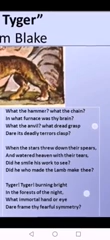 Tyger"
m Blake
What the hammer? what the chain?
In what furnace was thy brain?
What the anvil? what dread grasp
Dare its deadly terrors clasp?
When the stars threw down their spears,
And watered heaven with their tears,
Did he smile his work to see?
Did he who made the Lamb make thee?
Tyger! Tyger! burning bright
In the forests of the night,
What immortal hand or eye
Dare frame thy fearful symmetry?